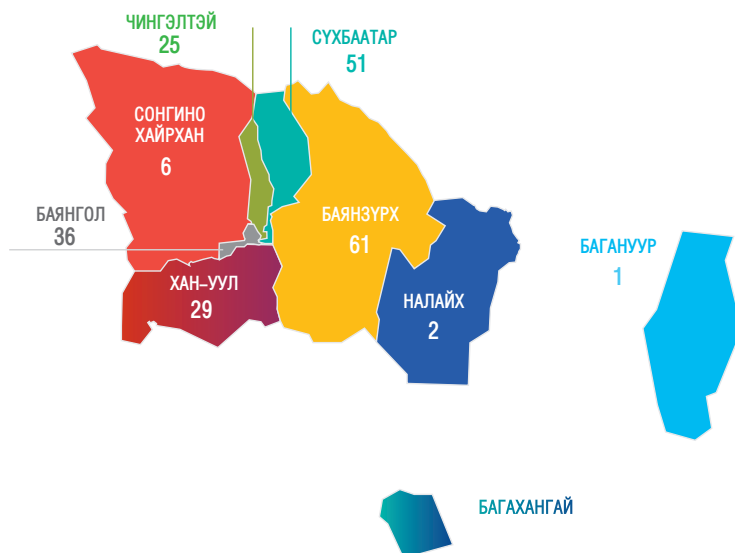 ЧИНГЭЛТЭЙ
25
СҮХБААТАР
51
СОНГИНО
ХАЙРХАН
6
БАЯНГОЛ
36
БАЯНЗҮРХ
61
ХАН–УУЛ
29
НАЛАЙХ
2
БАГАНУУР
1
БАГАХАНГАЙ